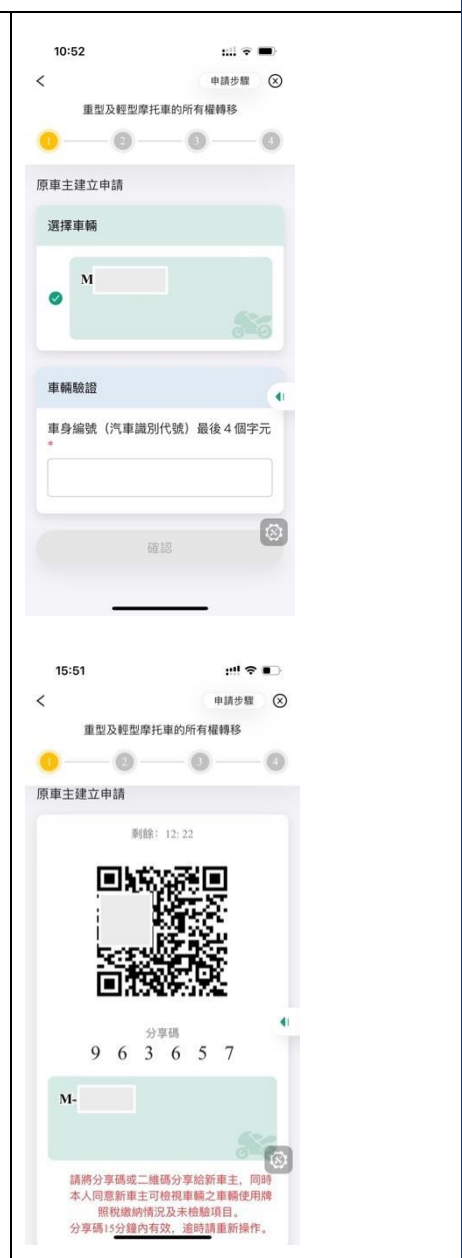 10:52
申請步驟
重型及輕型摩托車的所有權轉移
1 2 3 4
原車主建立申請
選擇車輛
M
車輛驗證
車身編號（汽車識別代號）最後4個字元
*
確認
15:51
申請步驟
重型及輕型摩托車的所有權轉移
1 2 3 4
原車主建立申請
剩餘：12: 22
分享碼
9 6 3 6 5 7
M-
請將分享碼或二維碼分享給新車主，同時
本人同意新車主可檢視車輛之車輛使用牌
照稅繳納情況及未檢驗項目。
分享碼15分鐘內有效，逾時請重新操作。